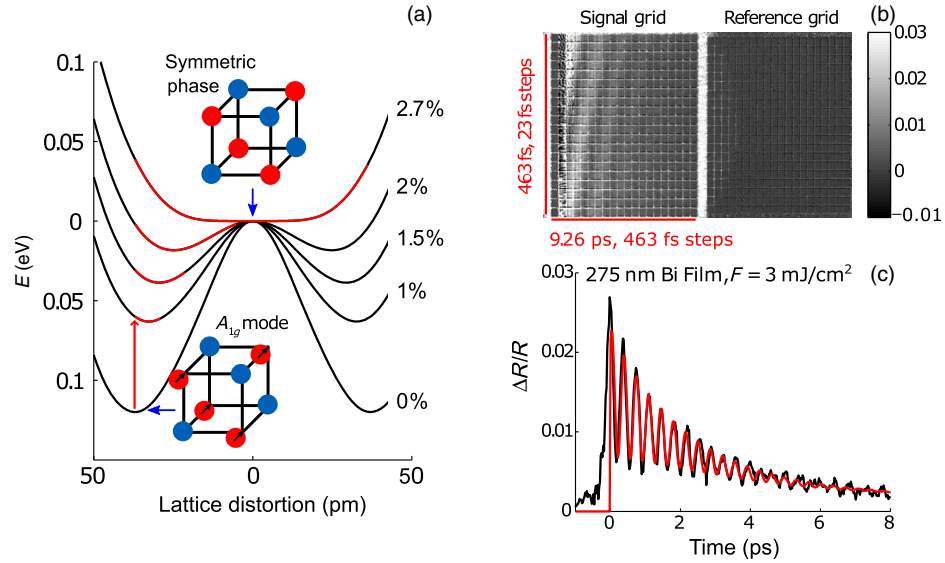 (a)
0.1
0.05
0
0.05
0.1
E (eV)
Symmetric
phase
2.7%
2%
1.5%
1%
0%
A1g mode
50
0
50
Lattice distortion (pm)
Signal grid
Reference grid
(b)
463 fs, 23 fs steps
9.26 ps, 463 fs steps
0.03
0.02
0.01
0
−0.01
(c)
275 nm Bi Film, F = 3 mJ/cm²
0.03
0.02
0.01
0
ΔR/R
0
2
4
6
8
Time (ps)